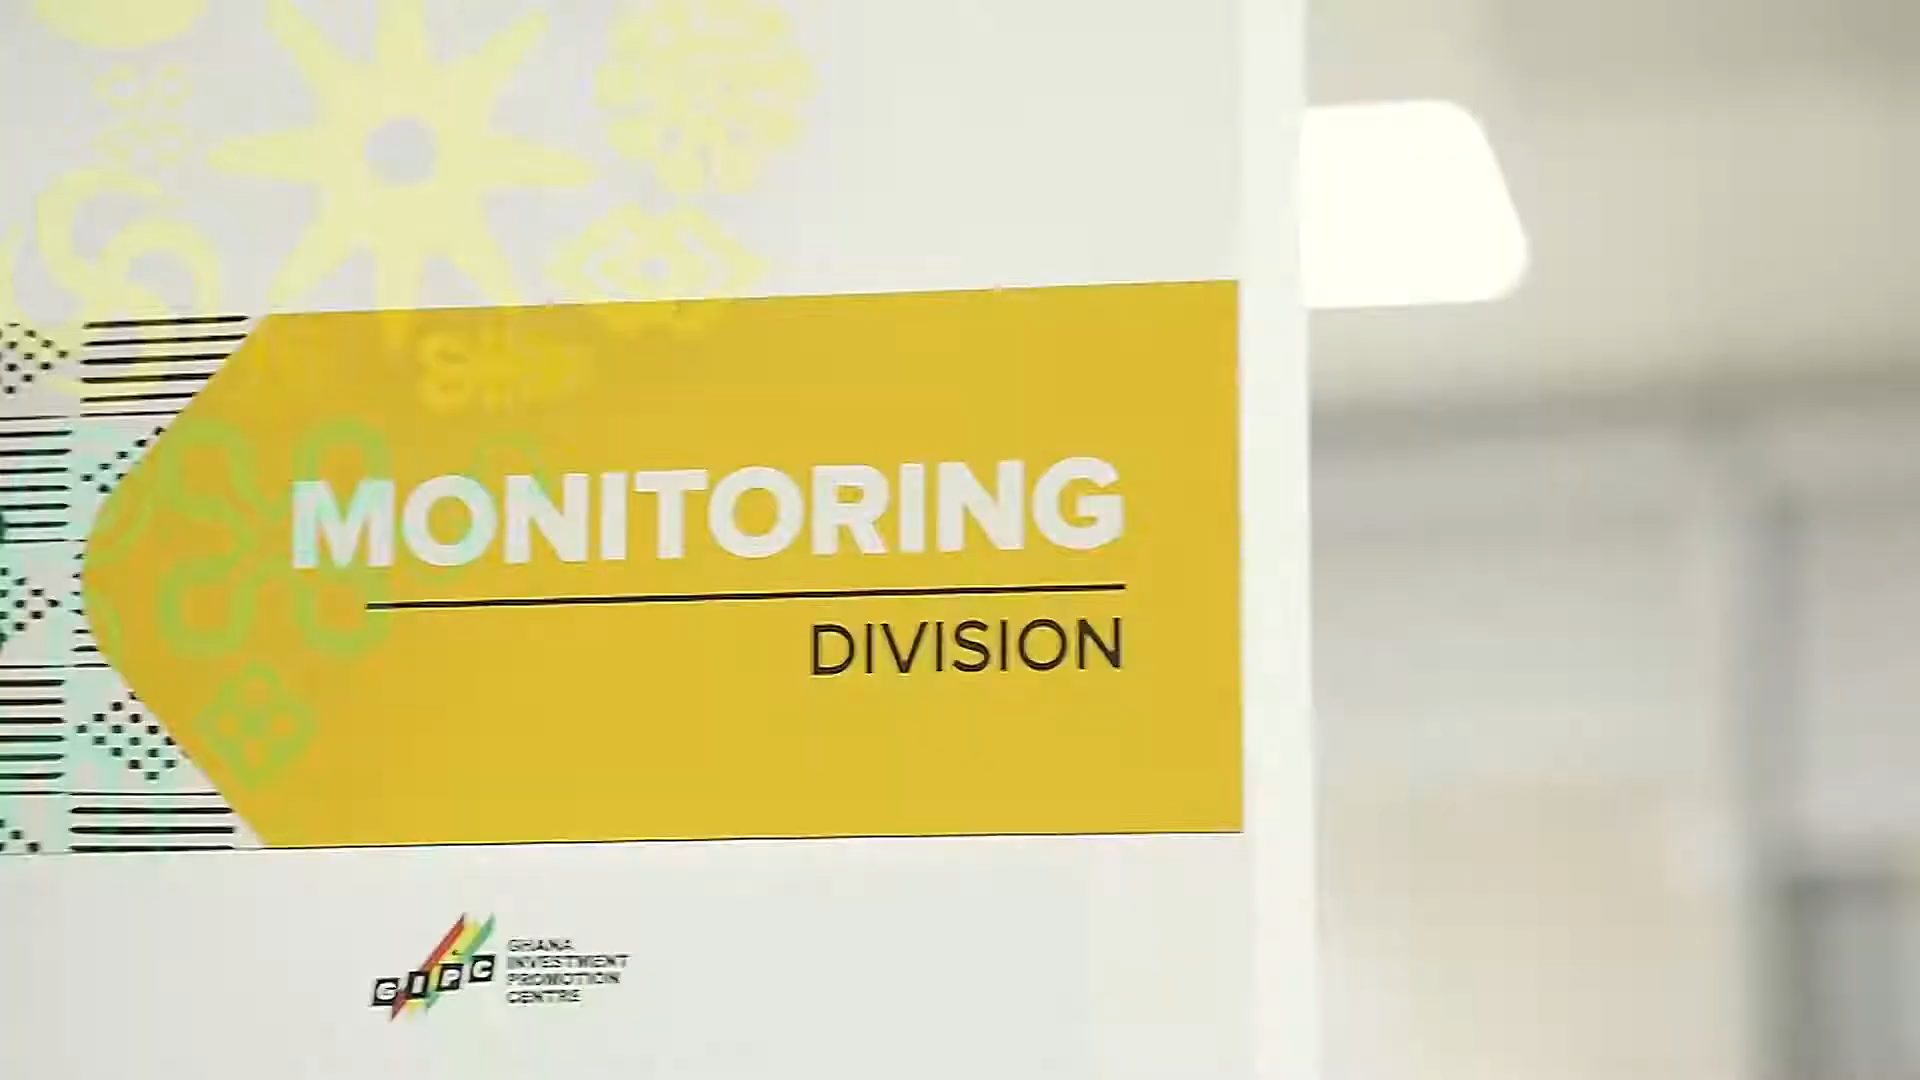 MONITORING
DIVISION
GIPC
GHANA
INVESTMENT
PROMOTION
CENTRE